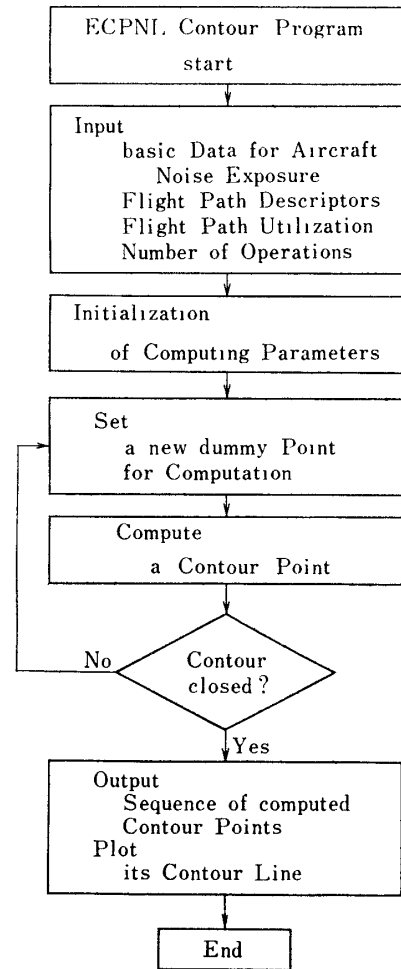 ECPNL Contour Program
start
Input
basic Data for Aircraft
Noise Exposure
Flight Path Descriptors
Flight Path Utilization
Number of Operations
Initialization
of Computing Parameters
Set
a new dummy Point
for Computation
Compute
a Contour Point
Contour
closed?
No
Yes
Output
Sequence of computed
Contour Points
Plot
its Contour Line
End